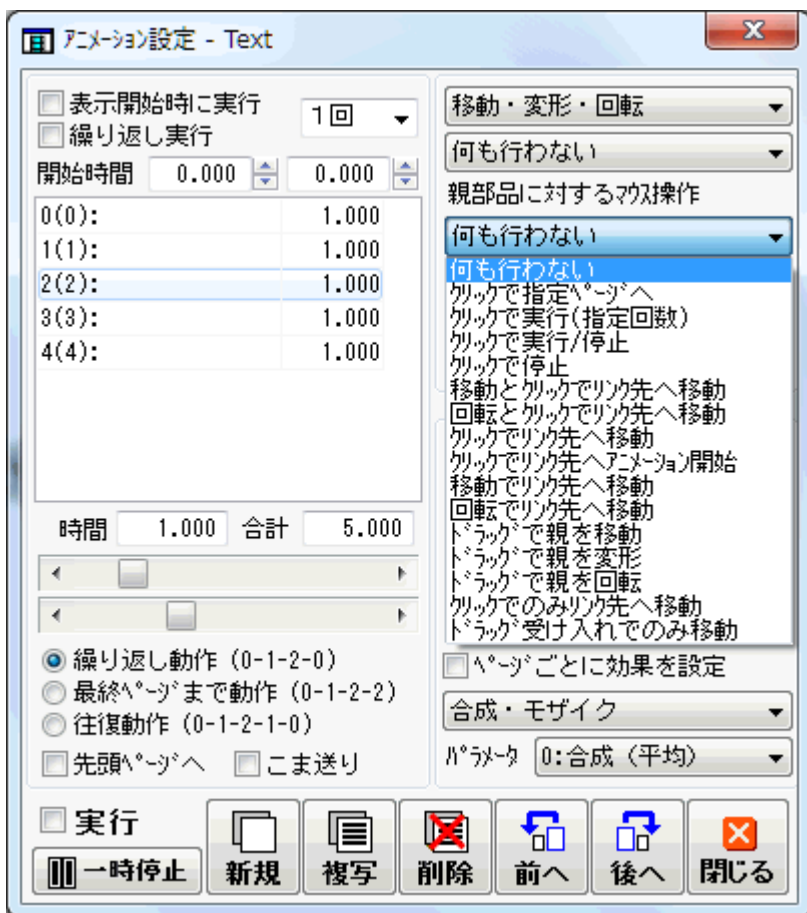 ｱﾆﾒｰｼｮﾝ設定 - Text
表示開始時に実行
1回
繰り返し実行
開始時間 0.000 0.000
0(0): 1.000
1(1): 1.000
2(2): 1.000
3(3): 1.000
4(4): 1.000
時間 1.000 合計 5.000
繰り返し動作 (0-1-2-0)
最終ﾍﾟｰｼﾞまで動作 (0-1-2-2)
往復動作 (0-1-2-1-0)
先頭ﾍﾟｰｼﾞへ こま送り
移動・変形・回転
何も行わない
親部品に対するﾏｳｽ操作
何も行わない
何も行わない
ｸﾘｯｸで指定ﾍﾟｰｼﾞへ
ｸﾘｯｸで実行(指定回数)
ｸﾘｯｸで実行/停止
ｸﾘｯｸで停止
移動とｸﾘｯｸでﾘﾝｸ先へ移動
回転とｸﾘｯｸでﾘﾝｸ先へ移動
ｸﾘｯｸでﾘﾝｸ先へ移動
ｸﾘｯｸでﾘﾝｸ先へｱﾆﾒｰｼｮﾝ開始
移動でﾘﾝｸ先へ移動
回転でﾘﾝｸ先へ移動
ﾄﾞﾗｯｸﾞで親を移動
ﾄﾞﾗｯｸﾞで親を変形
ﾄﾞﾗｯｸﾞで親を回転
ｸﾘｯｸでのみﾘﾝｸ先へ移動
ﾄﾞﾗｯｸﾞ受け入れでのみ移動
ﾍﾟｰｼﾞごとに効果を設定
合成・モザイク
ﾊﾟﾗﾒｰﾀ 0:合成（平均）
実行
一時停止
新規
複写
削除
前へ
後へ
閉じる